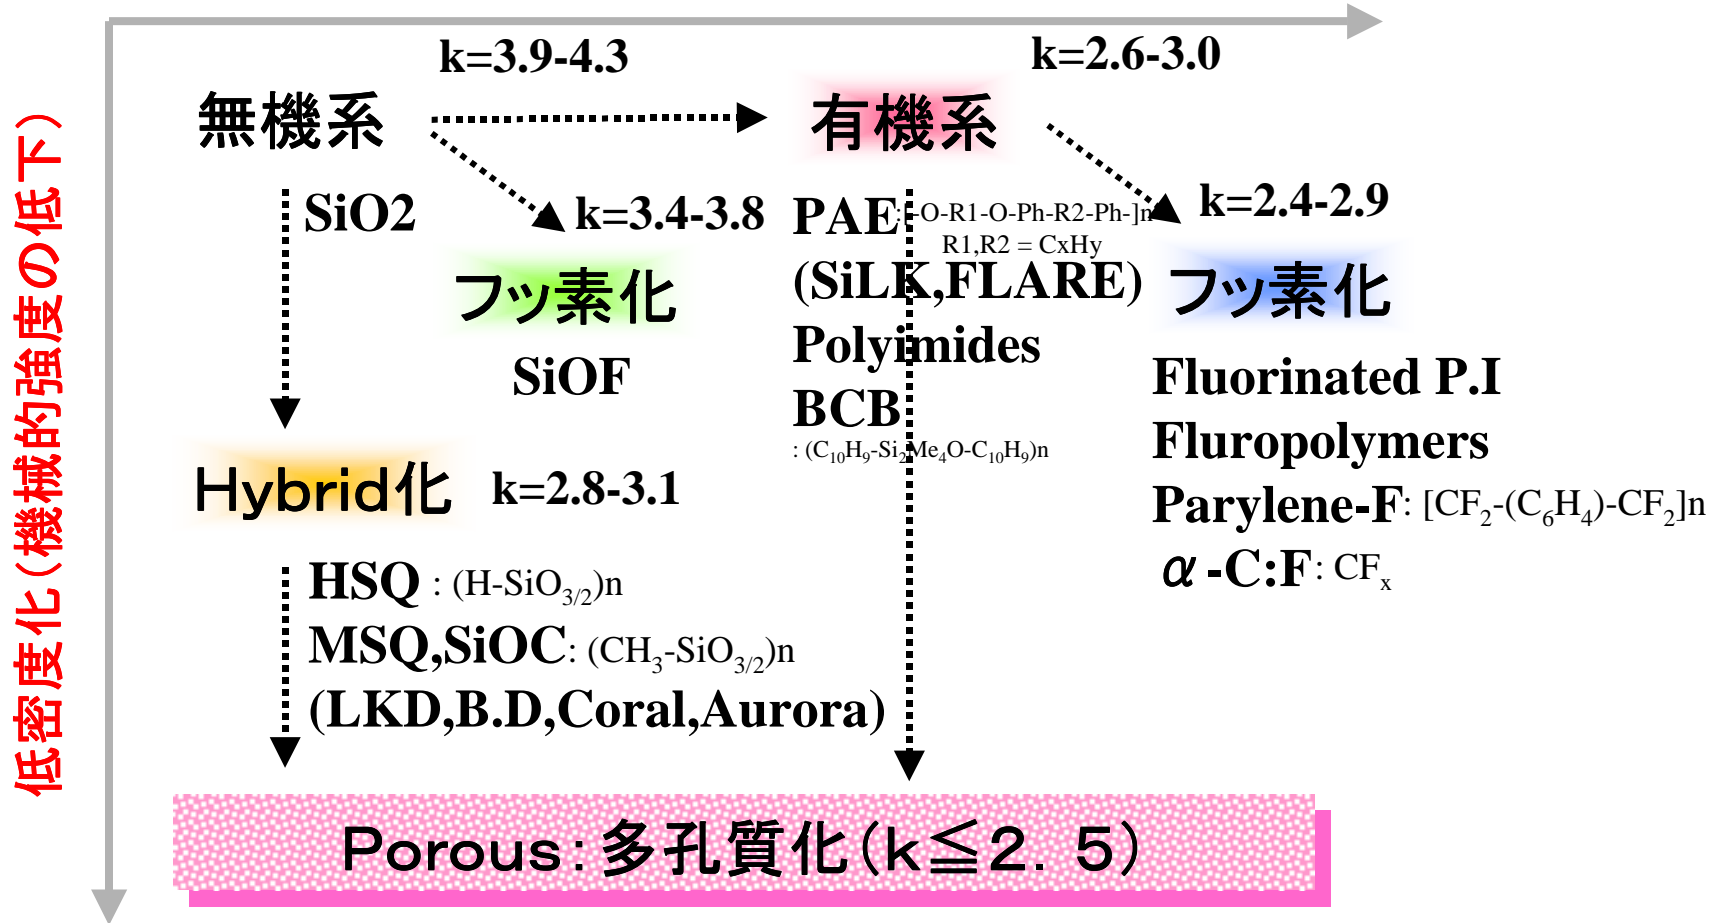 低密度化(機械的強度の低下)
k=3.9-4.3
k=2.6-3.0
無機系
有機系
SiO2
k=3.4-3.8
PAE:[-O-R1-O-Ph-R2-Ph-]n
R1,R2 = CxHy
k=2.4-2.9
フッ素化
(SiLK,FLARE)
フッ素化
SiOF
Polyimides
BCB
: (C10H9-Si2Me4O-C10H9)n
Fluorinated P.I
Fluropolymers
Parylene-F: [CF2-(C6H4)-CF2]n
α-C:F: CFx
Hybrid化
k=2.8-3.1
HSQ : (H-SiO3/2)n
MSQ,SiOC: (CH3-SiO3/2)n
(LKD,B.D,Coral,Aurora)
Porous:多孔質化(k≦2.5)